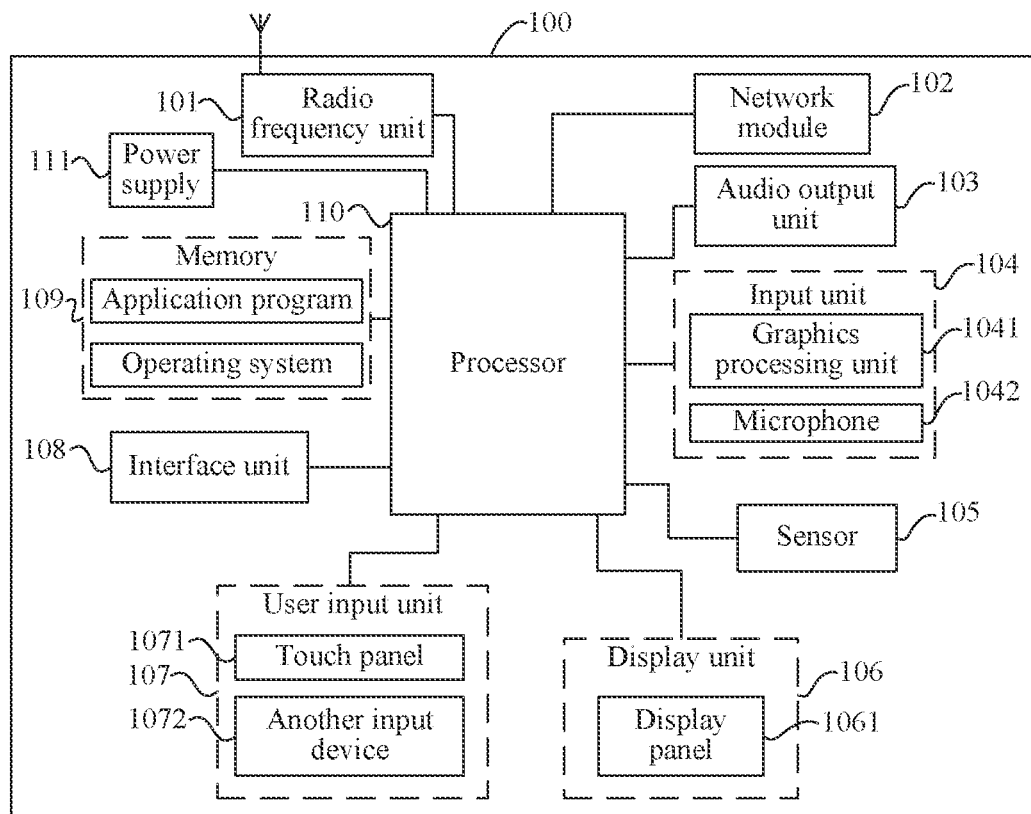 100
101
Radio
frequency unit
Network
module
102
111
Power
supply
110
Audio output
unit
103
Memory
Application program
Operating system
109
Processor
Input unit
104
Graphics
processing unit
1041
Microphone
1042
108
Interface unit
Sensor
105
User input unit
1071
Touch panel
107
1072
Another input
device
Display unit
106
Display
panel
1061